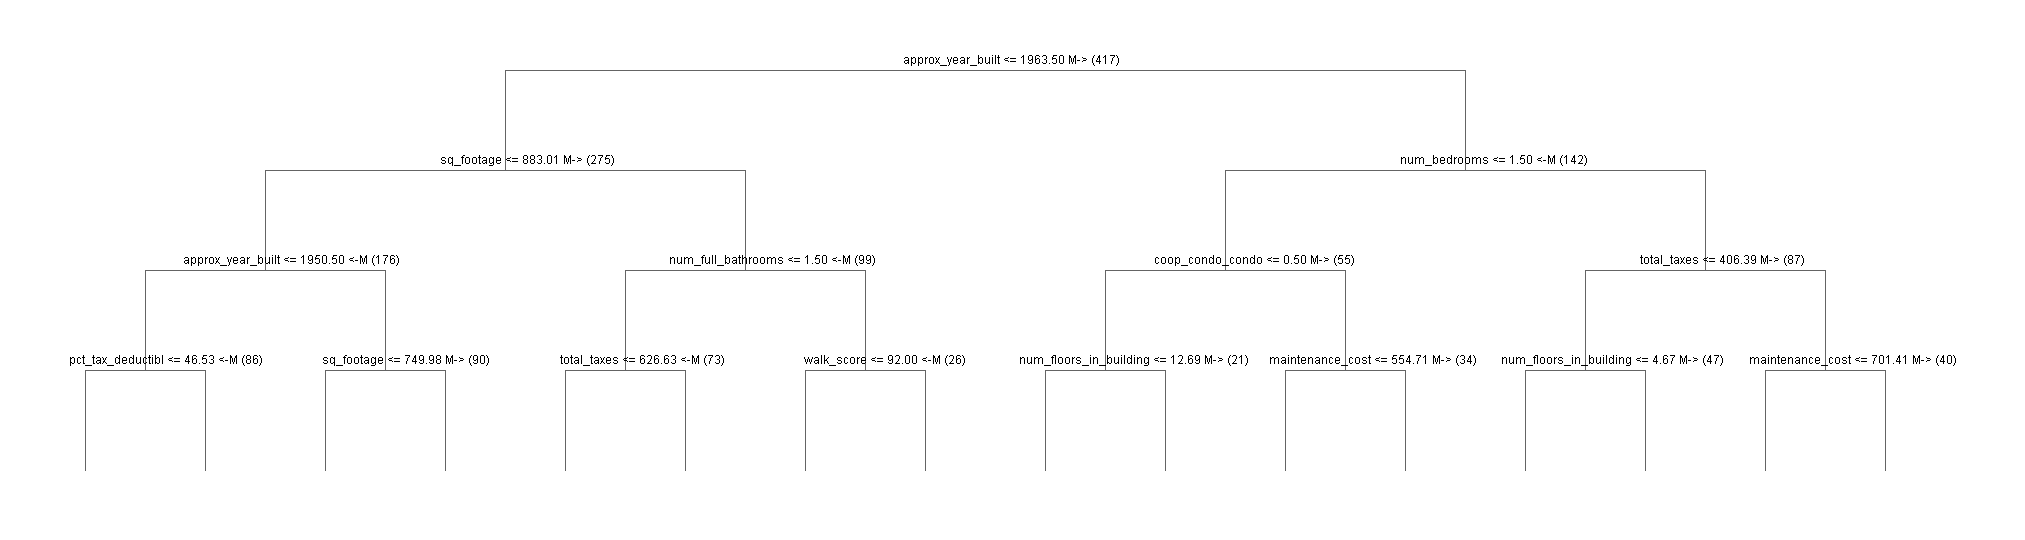 approx_year_built <= 1963.50 M-> (417)
sq_footage <= 883.01 M-> (275)
num_bedrooms <= 1.50 <-M (142)
approx_year_built <= 1950.50 <-M (176)
num_full_bathrooms <= 1.50 <-M (99)
coop_condo_condo <= 0.50 M-> (55)
total_taxes <= 406.39 M-> (87)
pct_tax_deductibl <= 46.53 <-M (86)
sq_footage <= 749.98 M-> (90)
total_taxes <= 626.63 <-M (73)
walk_score <= 92.00 <-M (26)
num_floors_in_building <= 12.69 M-> (21)
maintenance_cost <= 554.71 M-> (34)
num_floors_in_building <= 4.67 M-> (47)
maintenance_cost <= 701.41 M-> (40)